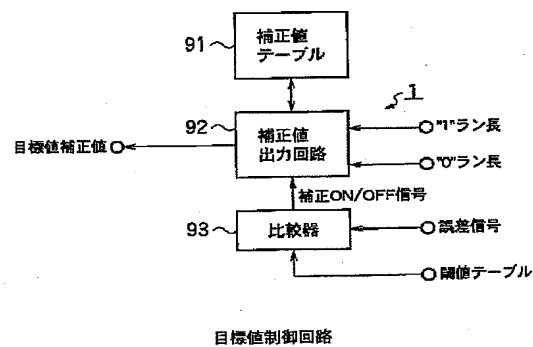 91
補正値
テーブル
1
92
補正値
出力回路
"1"ラン長
目標値補正値
"0"ラン長
補正ON/OFF信号
93
比較器
誤差信号
閾値テーブル
目標値制御回路